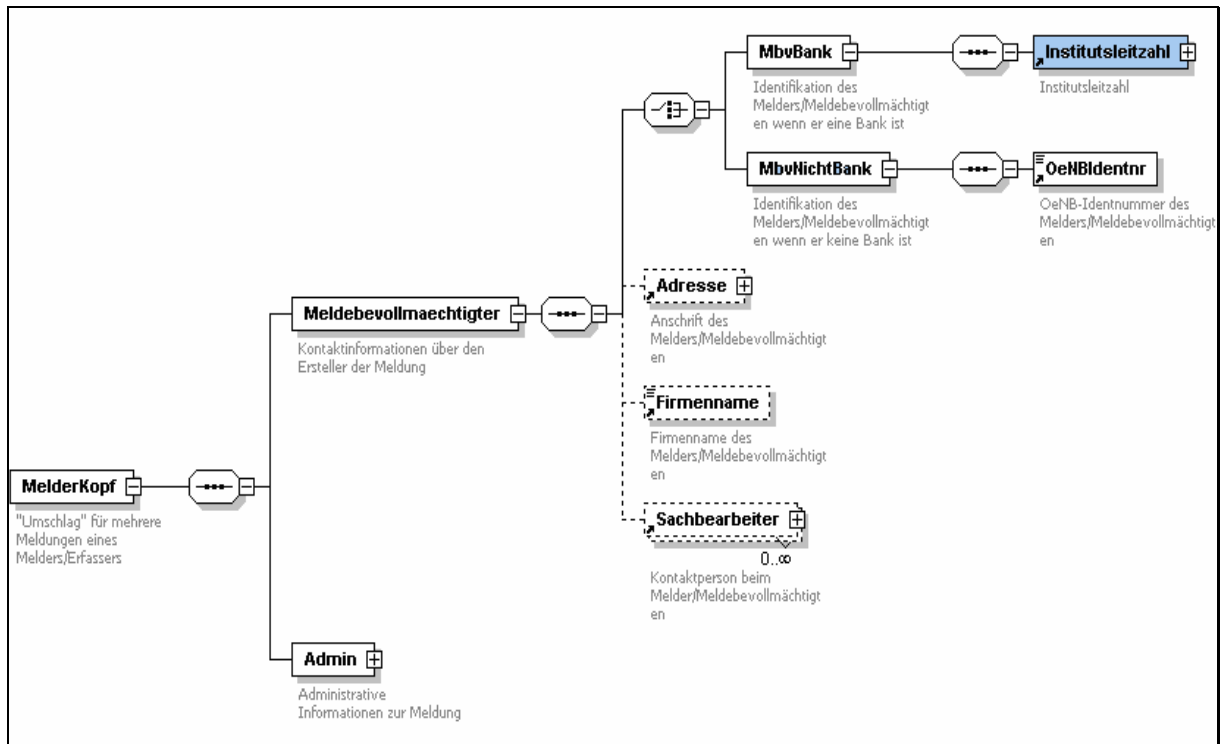 MbvBank
Institutsleitzahl
Identifikation des
Melders/Meldebevollmächtigt
en wenn er eine Bank ist
Institutsleitzahl
MbvNichtBank
OeNBIdentnr
Identifikation des
Melders/Meldebevollmächtigt
en wenn er keine Bank ist
OeNB-Identnummer des
Melders/Meldebevollmächtigt
en
Adresse
Anschrift des
Melders/Meldebevollmächtigt
en
Meldebevollmaechtigter
Kontaktinformationen über den
Ersteller der Meldung
Firmenname
Firmenname des
Melders/Meldebevollmächtigt
en
MelderKopf
"Umschlag" für mehrere
Meldungen eines
Melders/Erfassers
Sachbearbeiter
0..∞
Kontaktperson beim
Melder/Meldebevollmächtigt
en
Admin
Administrative
Informationen zur Meldung